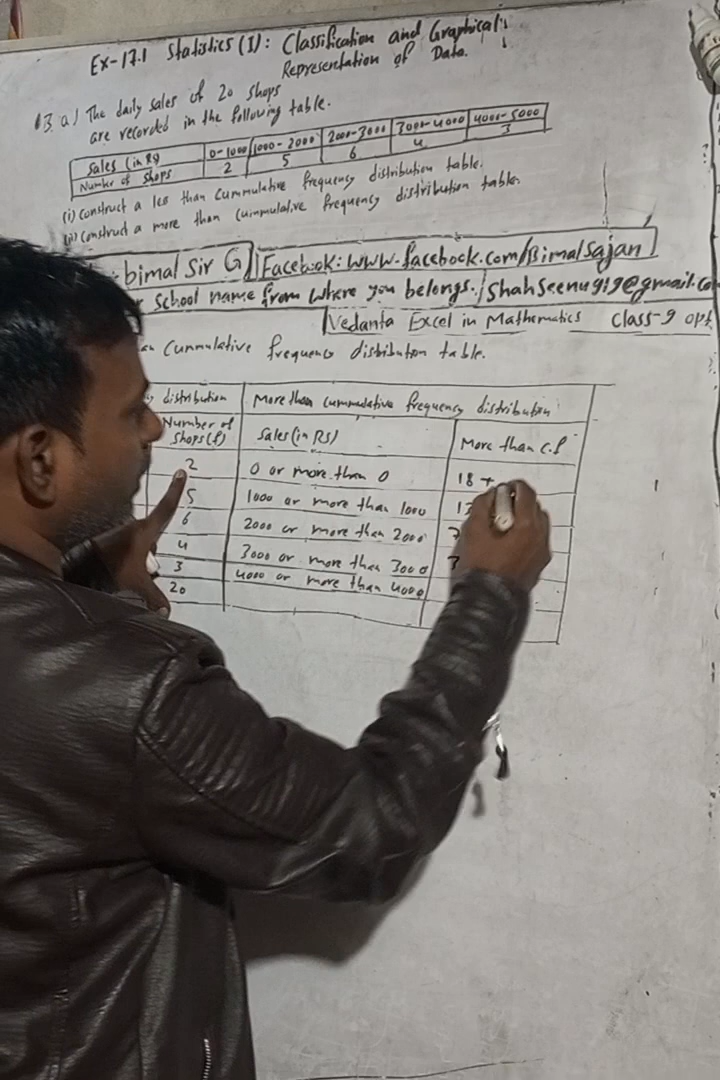 Ex-17.1 Statistics (I): Classification and Graphical
Representation of Data.
3. a) The daily sales of 20 shops
are recorded in the following table.
Sales (in Rs) 0-1000 1000-2000 2000-3000 3000-4000 4000-5000
Number of shops 2 5 6 4 3
(i) construct a less than cummulative frequency distribution table.
(ii) construct a more than cummulative frequency distribution table.
bimal Sir G Facebook: www.facebook.com/Bimalsajan
School name from where you belongs. / Shahseenu919@gmail.co
Vedanta Excel in Mathematics Class-9 opt
Cummulative frequency distribution table.
distribution More than cummulative frequency distribution
Number of shops (f) Sales (in RS) More than c.f
2 0 or more than 0 18 +
5 1000 or more than 1000
6 2000 or more than 2000 7
4 3000 or more than 3000 3
3 4000 or more than 4000
20